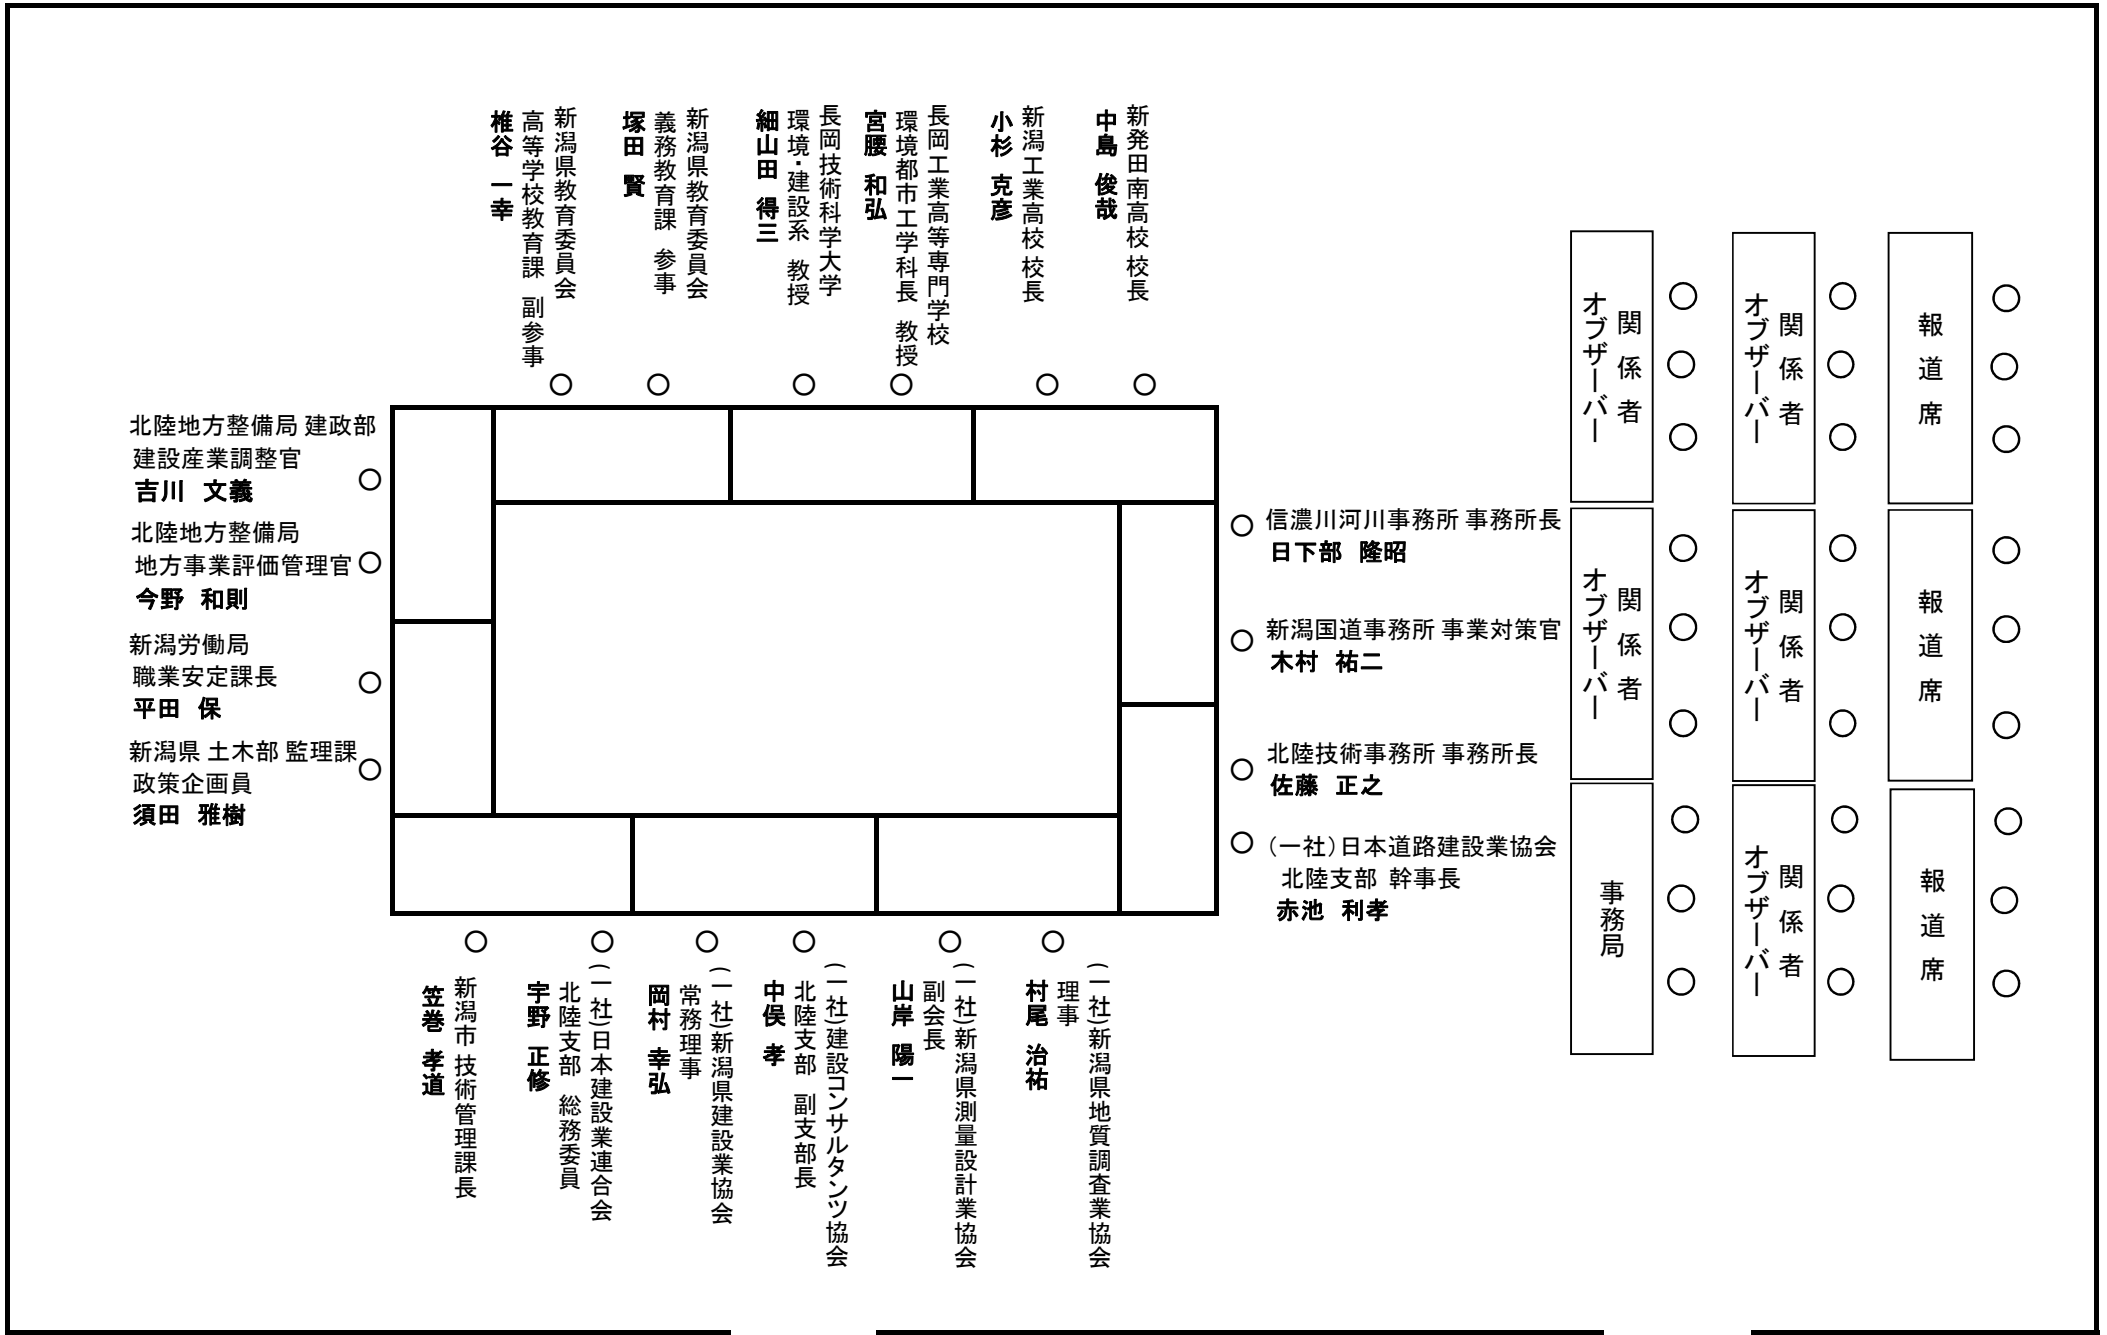 新発田南高校 校長
中島 俊哉
新潟工業高校 校長
小杉 克彦
長岡工業高等専門学校
環境都市工学科長 教授
宮腰 和弘
長岡技術科学大学
環境・建設系 教授
細山田 得三
新潟県教育委員会
義務教育課 参事
塚田 賢
新潟県教育委員会
高等学校教育課 副参事
椎谷 一幸
北陸地方整備局 建政部
建設産業調整官
吉川 文義
北陸地方整備局
地方事業評価管理官
今野 和則
新潟労働局
職業安定課長
平田 保
新潟県 土木部 監理課
政策企画員
須田 雅樹
信濃川河川事務所 事務所長
日下部 隆昭
新潟国道事務所 事業対策官
木村 祐二
北陸技術事務所 事務所長
佐藤 正之
（一社）日本道路建設業協会
北陸支部 幹事長
赤池 利孝
(一社)新潟県地質調査業協会
理事
村尾 治祐
(一社)新潟県測量設計業協会
副会長
山岸 陽一
(一社)建設コンサルタンツ協会
北陸支部 副支部長
中俣 孝
(一社)新潟県建設業協会
常務理事
岡村 幸弘
(一社)日本建設業連合会
北陸支部 総務委員
宇野 正修
新潟市 技術管理課長
笠巻 孝道
関係者
オブザーバー
関係者
オブザーバー
報道席
関係者
オブザーバー
関係者
オブザーバー
報道席
事務局
関係者
オブザーバー
報道席